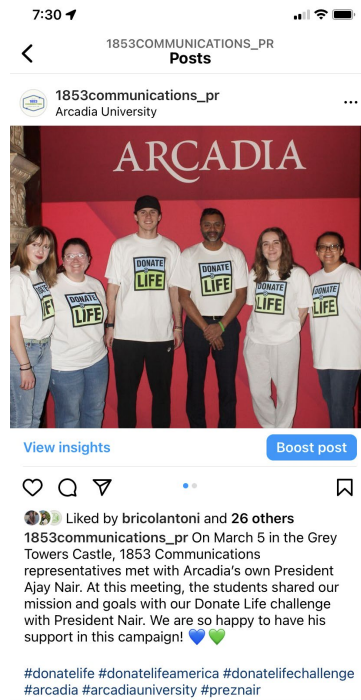 7:30
1853COMMUNICATIONS_PR
Posts
1853communications_pr
Arcadia University
ARCADIA
DONATE
LIFE
DONATE
LIFE
DONATE
LIFE
DONATE
LIFE
DONATE
LIFE
DONATE
LIFE
View insights
Boost post
Liked by bricolantoni and 26 others
1853communications_pr On March 5 in the Grey
Towers Castle, 1853 Communications
representatives met with Arcadia's own President
Ajay Nair. At this meeting, the students shared our
mission and goals with our Donate Life challenge
with President Nair. We are so happy to have his
support in this campaign! 💙💚
#donatelife #donatelifeamerica #donatelifechallenge
#arcadia #arcadiauniversity #preznair